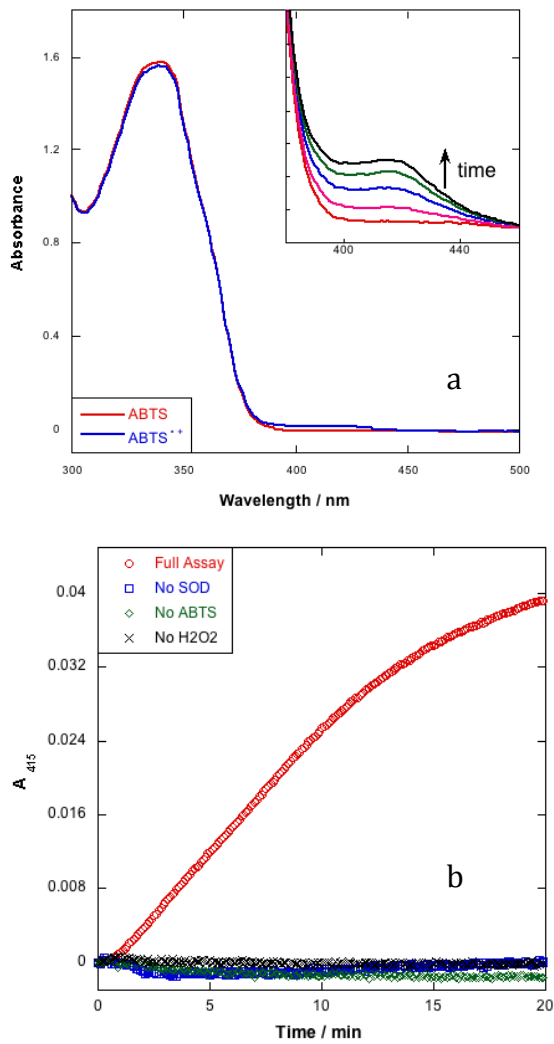 1.6
1.2
0.8
0.4
0
Absorbance
time
400
440
a
ABTS
ABTS•+
300
350
400
450
500
Wavelength / nm
Full Assay
No SOD
No ABTS
No H2O2
0.04
0.032
0.024
0.016
0.008
0
A 415
b
0
5
10
15
20
Time / min